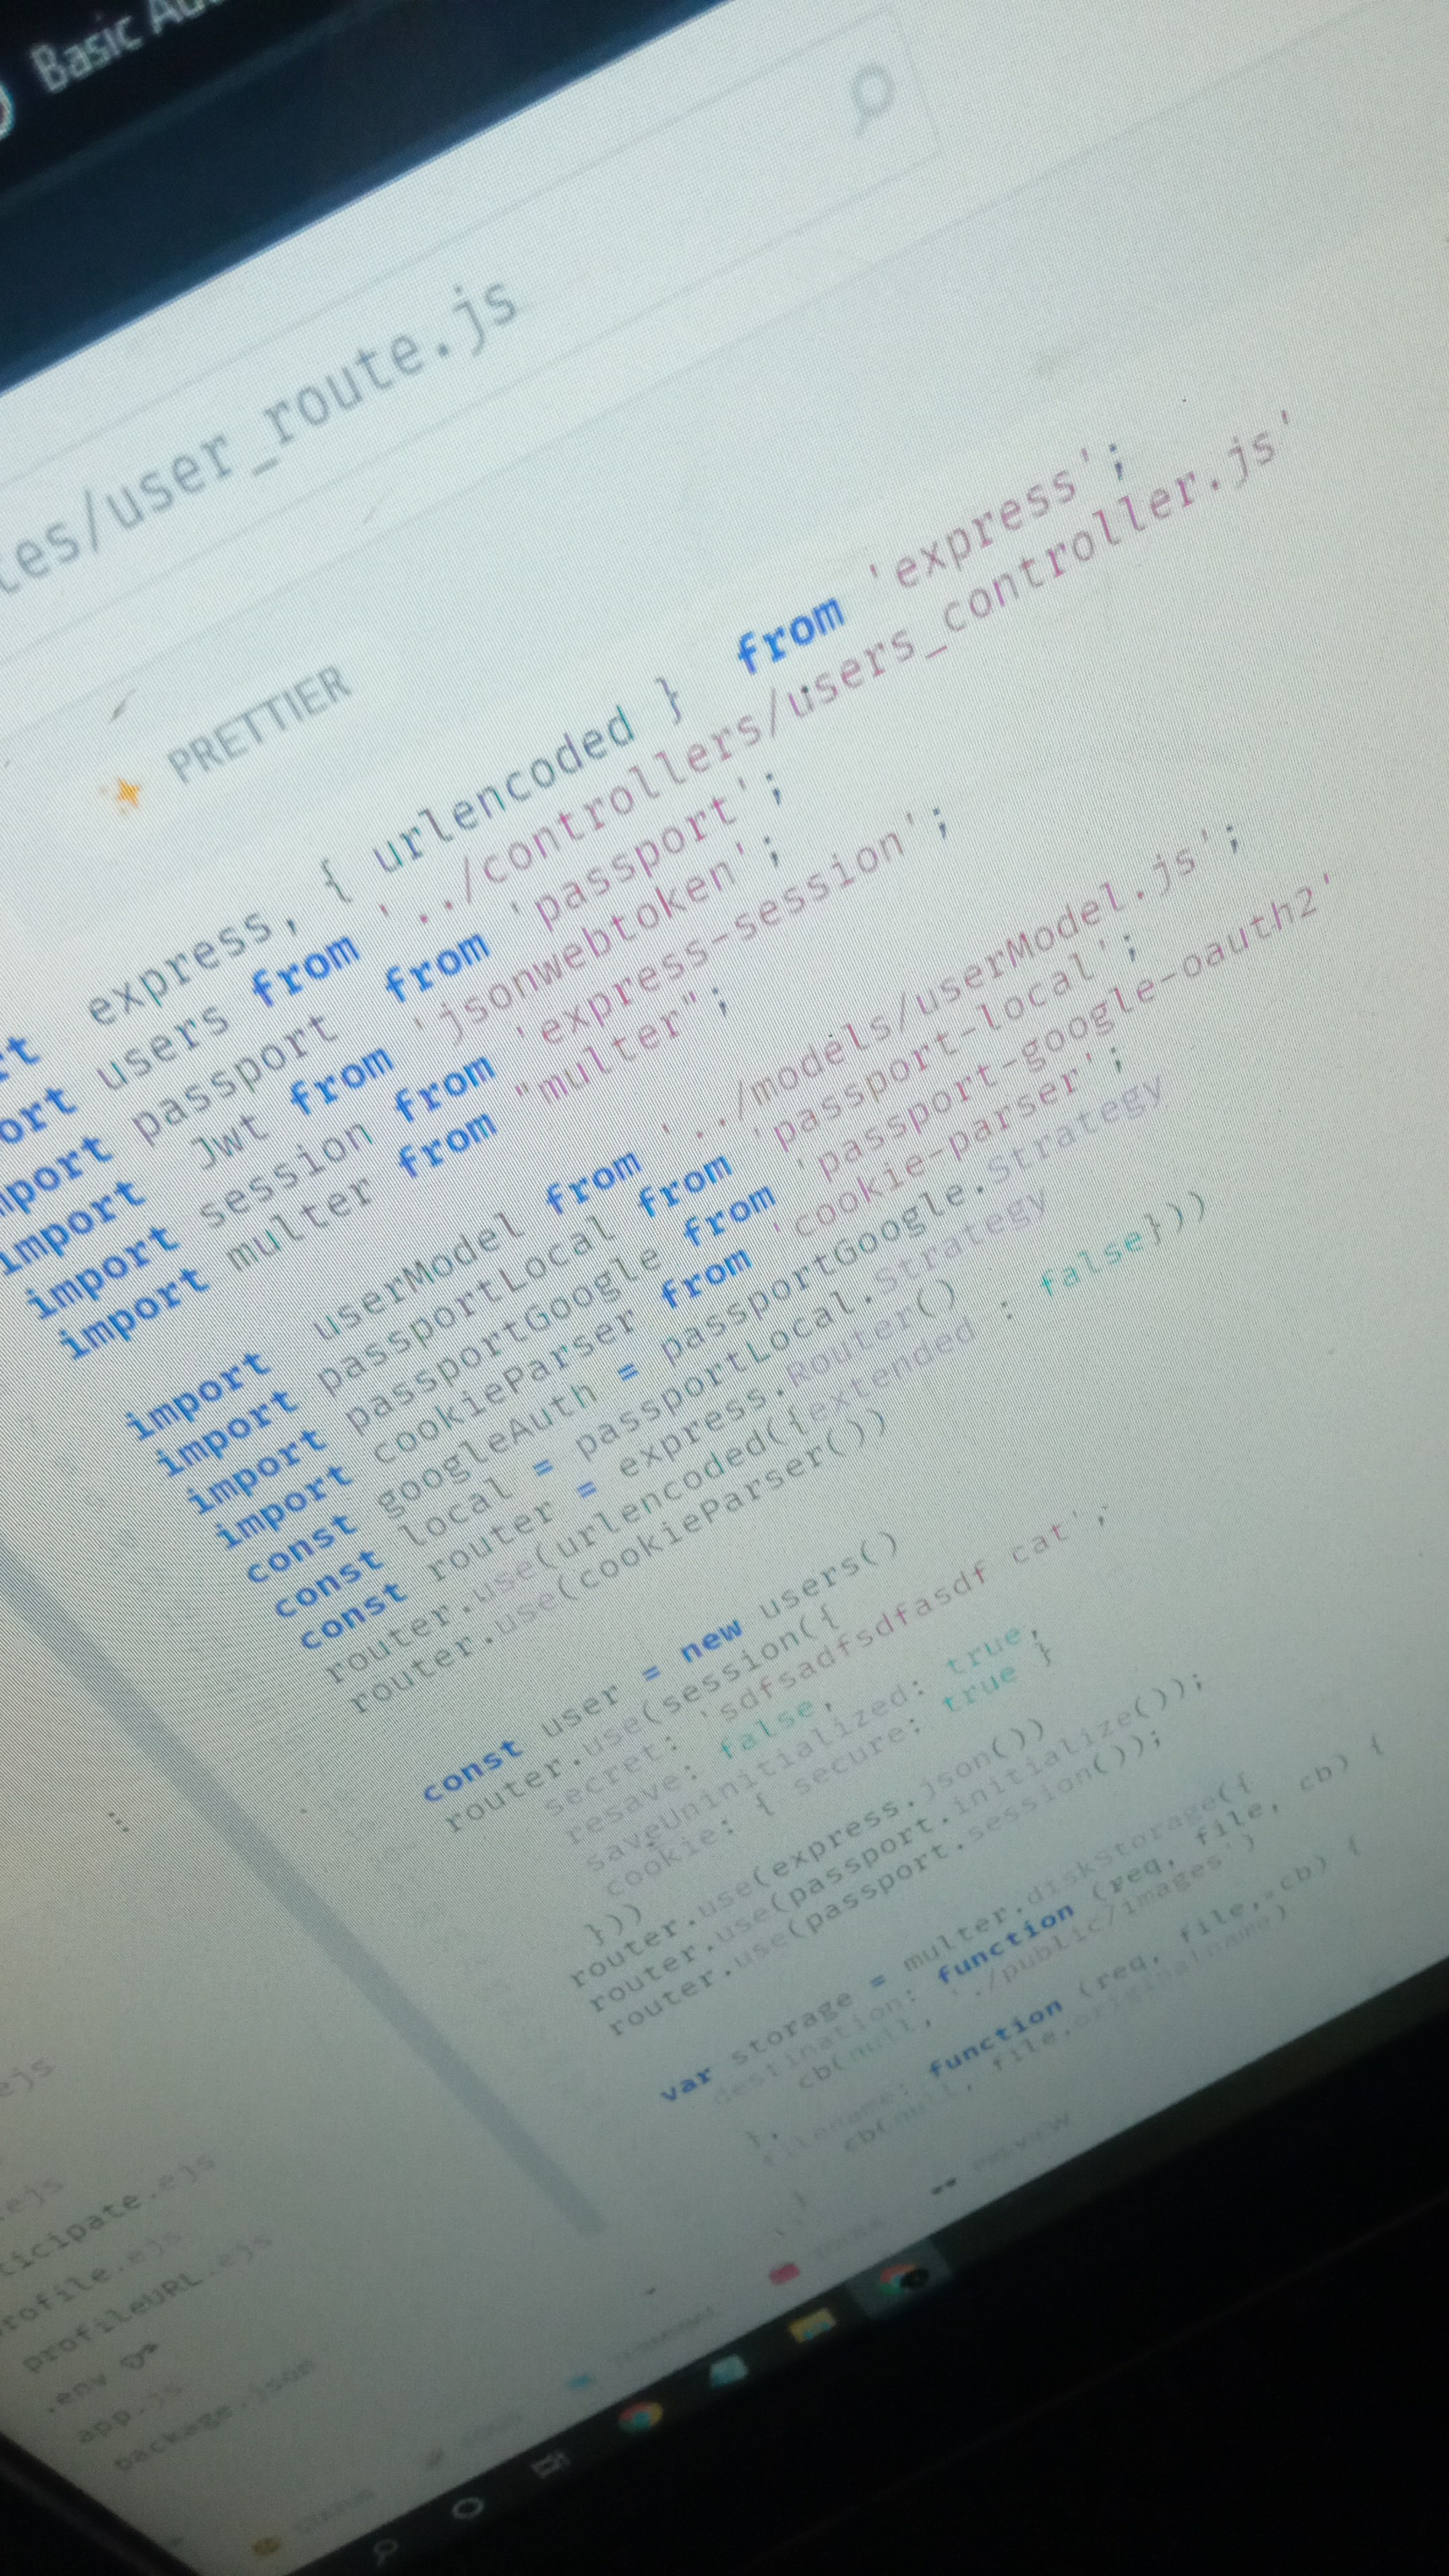 Basic
/user_route.js
PRETTIER
express, { urlencoded } from 'express';
users from '../controllers/users_controller.js'
import passport from 'passport';
import Jwt from 'jsonwebtoken';
import session from 'express-session';
import multer from "multer";
import userModel from '../models/userModel.js';
import passportLocal from 'passport-local';
import passportGoogle from 'passport-google-oauth2'
import cookieParser from 'cookie-parser';
const googleAuth = passportGoogle.Strategy
const local = passportLocal.Strategy
const router = express.Router()
router.use(urlencoded({extended : false}))
router.use(cookieParser())
const user = new users()
router.use(session({
secret: 'sdfsadfsdfasdf cat';
resave: false,
saveUninitialized: true,
cookie: { secure: true }
}))
router.use(express.json())
router.use(passport.initialize());
router.use(passport.session());
var storage = multer.diskStorage({
destination: function (req, file, cb) {
cb(null, './public/images')
},
filename: function (req, file, cb) {
cb(null, file.originalname)
}
.ejs
.ejs
ticipate.ejs
rofile.ejs
profileURL.ejs
.env
app.js
package.json
PREVIEW